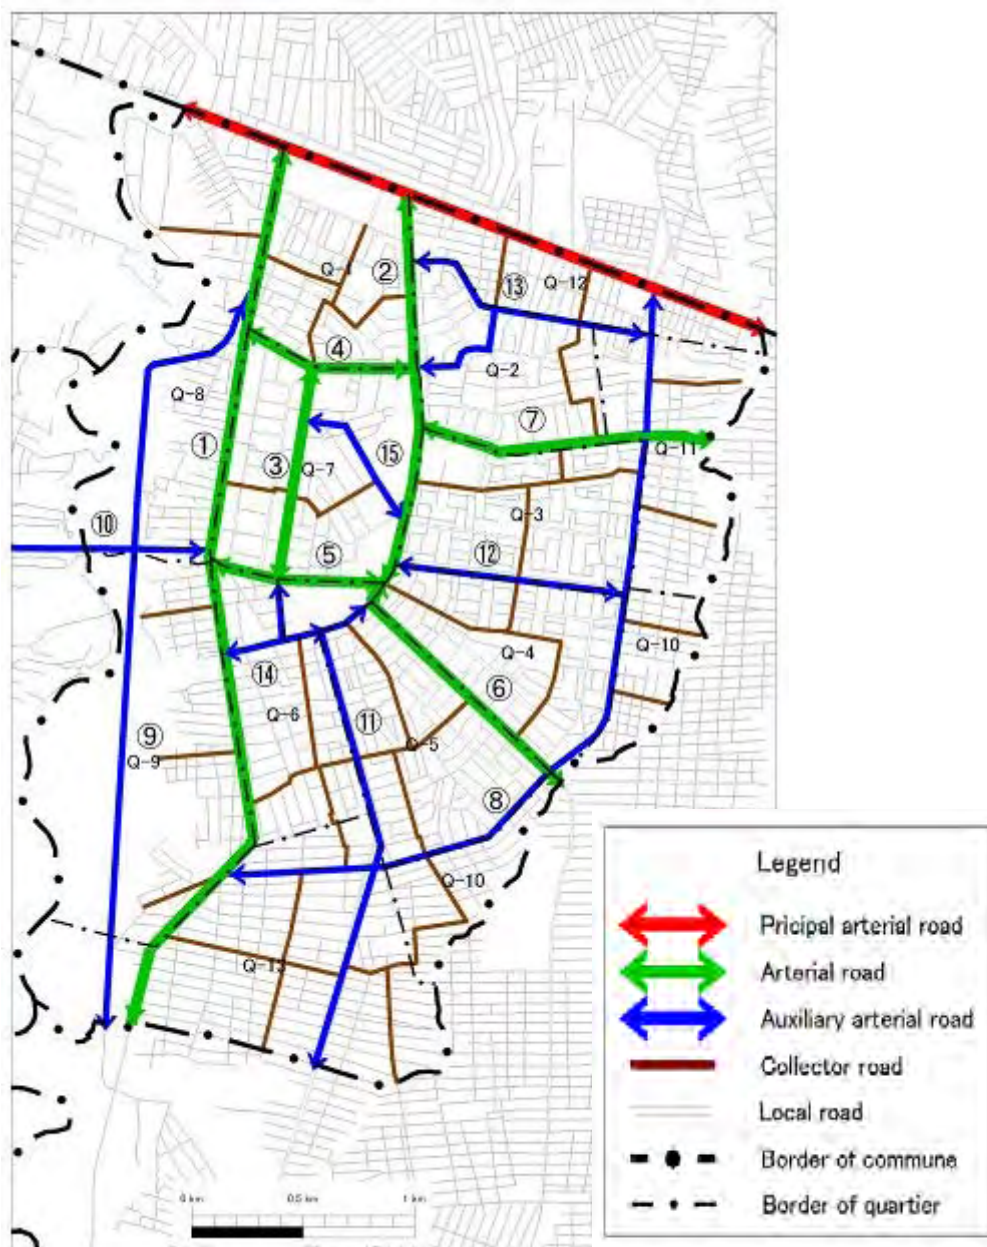 Q-1
②
⑬
Q-12
④
Q-2
Q-8
①
③
Q-7
⑮
⑦
Q-11
⑩
⑤
Q-3
⑫
⑭
Q-6
⑪
Q-4
⑥
Q-10
⑨
Q-9
Q-5
⑧
Q-10
Q-13
0 km
0.5 km
1 km
Legend
Pricipal arterial road
Arterial road
Auxiliary arterial road
Collector road
Local road
Border of commune
Border of quartier